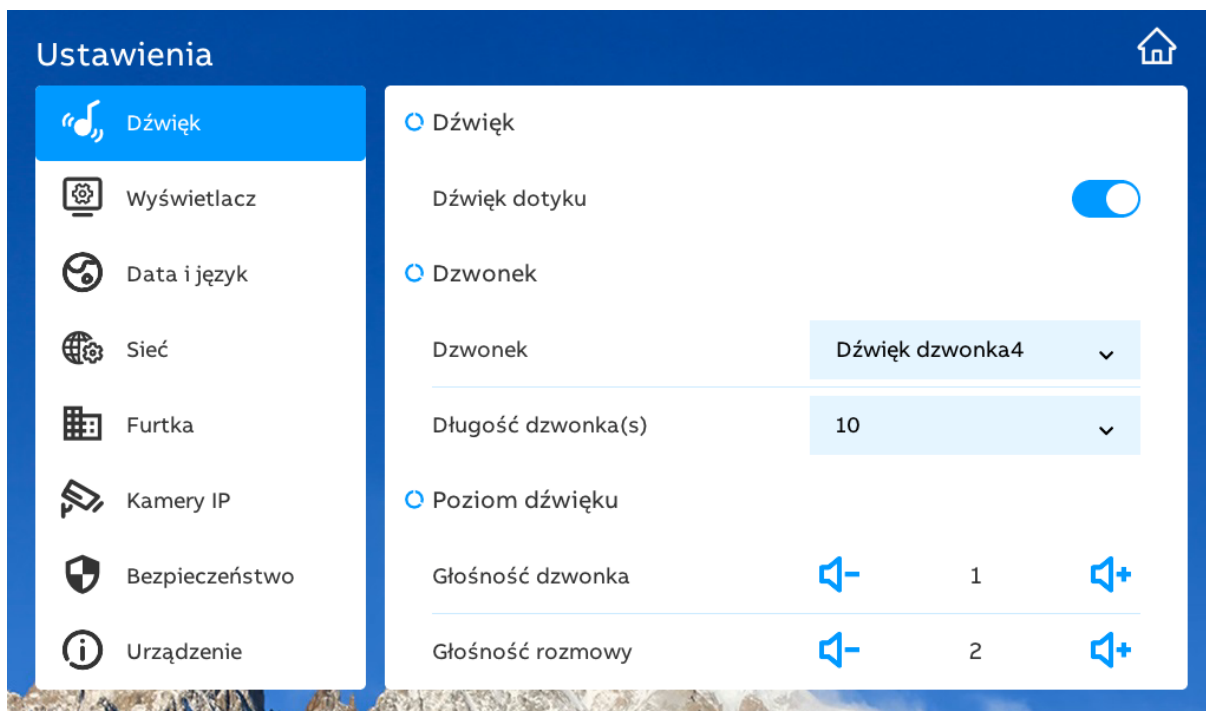 Ustawienia
Dźwięk
Wyświetlacz
Data i język
Sieć
Furtka
Kamery IP
Bezpieczeństwo
Urządzenie
Dźwięk
Dźwięk dotyku
Dzwonek
Dzwonek Dźwięk dzwonka4
Długość dzwonka(s) 10
Poziom dźwięku
Głośność dzwonka 1
Głośność rozmowy 2